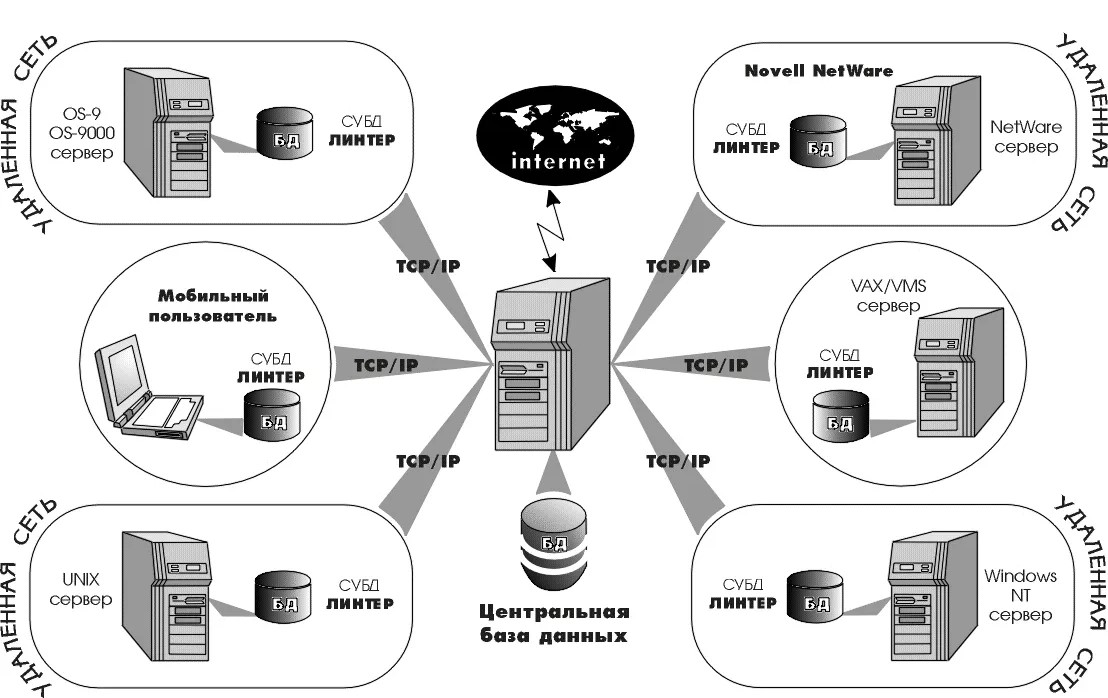 УДАЛЕННАЯ СЕТЬ
OS-9
OS-9000
сервер
БД
СУБД
ЛИНТЕР
internet
Novell NetWare
СУБД
ЛИНТЕР
БД
NetWare
сервер
УДАЛЕННАЯ СЕТЬ
TCP/IP
TCP/IP
Мобильный
пользователь
СУБД
ЛИНТЕР
БД
TCP/IP
TCP/IP
VAX/VMS
сервер
СУБД
ЛИНТЕР
БД
TCP/IP
TCP/IP
УДАЛЕННАЯ СЕТЬ
UNIX
сервер
БД
СУБД
ЛИНТЕР
БД
Центральная
база данных
СУБД
ЛИНТЕР
БД
Windows
NT
сервер
УДАЛЕННАЯ СЕТЬ